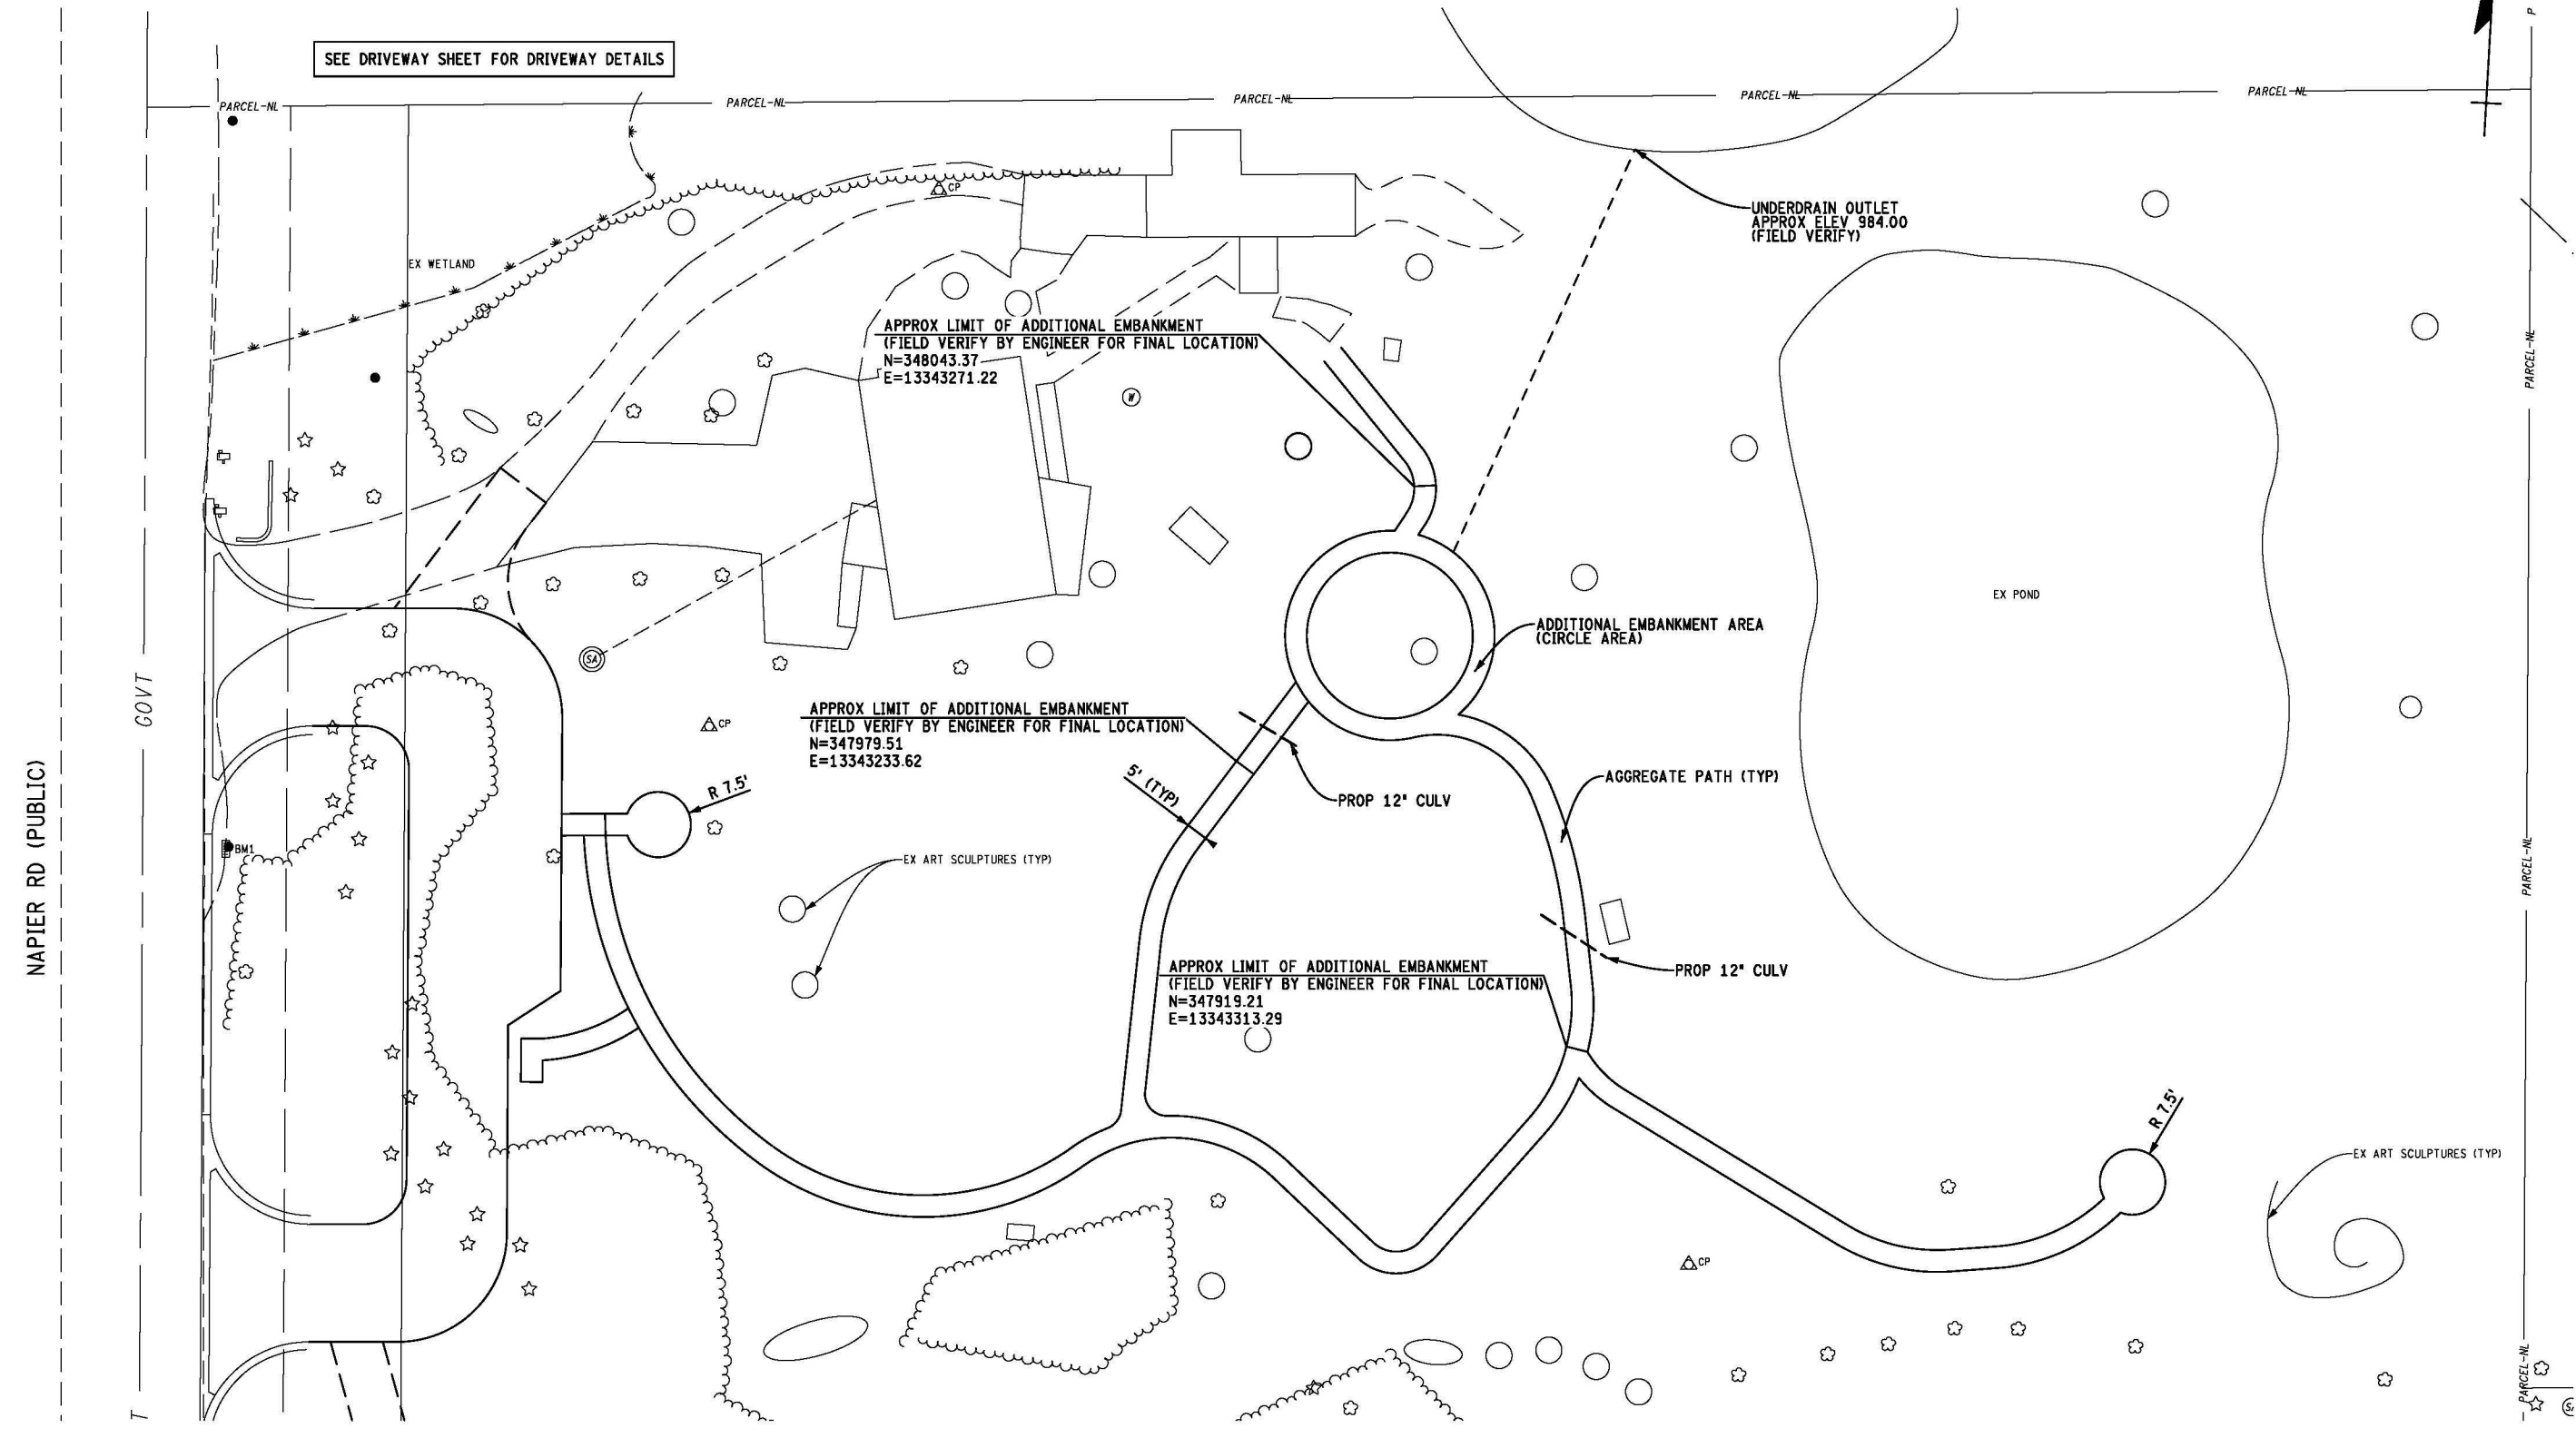 SEE DRIVEWAY SHEET FOR DRIVEWAY DETAILS
P
PARCEL-NL
PARCEL-NL
PARCEL-NL
PARCEL-NL
PARCEL-NL
CP
UNDERDRAIN OUTLET
APPROX ELEV 984.00
(FIELD VERIFY)
EX WETLAND
APPROX LIMIT OF ADDITIONAL EMBANKMENT
(FIELD VERIFY BY ENGINEER FOR FINAL LOCATION)
N=348043.37
E=13343271.22
PARCEL-NL
W
EX POND
ADDITIONAL EMBANKMENT AREA
(CIRCLE AREA)
SA
GOVT
CP
APPROX LIMIT OF ADDITIONAL EMBANKMENT
(FIELD VERIFY BY ENGINEER FOR FINAL LOCATION)
N=347979.51
E=13343233.62
R 7.5'
5' (TYP)
AGGREGATE PATH (TYP)
PROP 12" CULV
NAPIER RD (PUBLIC)
BM1
EX ART SCULPTURES (TYP)
PARCEL-NL
APPROX LIMIT OF ADDITIONAL EMBANKMENT
(FIELD VERIFY BY ENGINEER FOR FINAL LOCATION)
N=347919.21
E=13343313.29
PROP 12" CULV
R 7.5'
EX ART SCULPTURES (TYP)
CP
PARCEL-NL
T